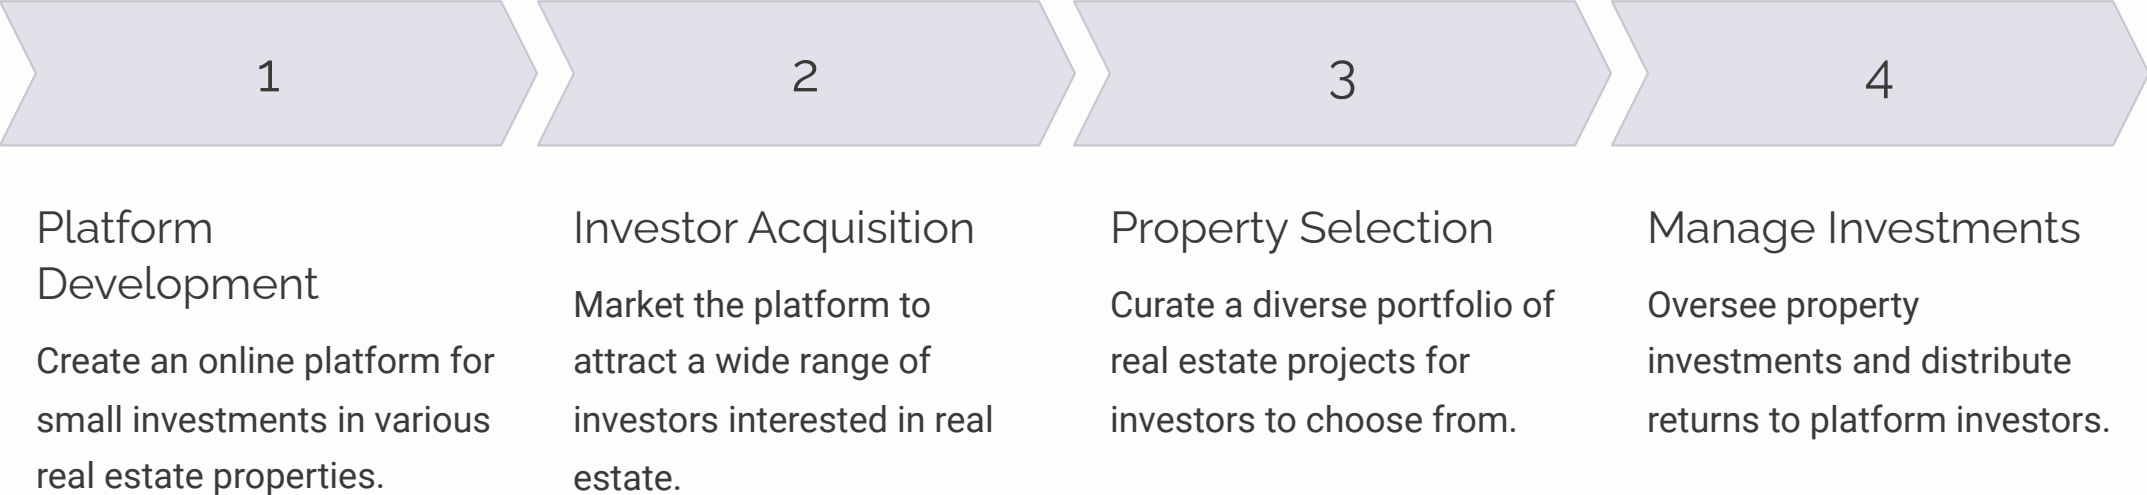 1
2
3
4
Platform
Development
Create an online platform for
small investments in various
real estate properties.
Investor Acquisition
Market the platform to
attract a wide range of
investors interested in real
estate.
Property Selection
Curate a diverse portfolio of
real estate projects for
investors to choose from.
Manage Investments
Oversee property
investments and distribute
returns to platform investors.